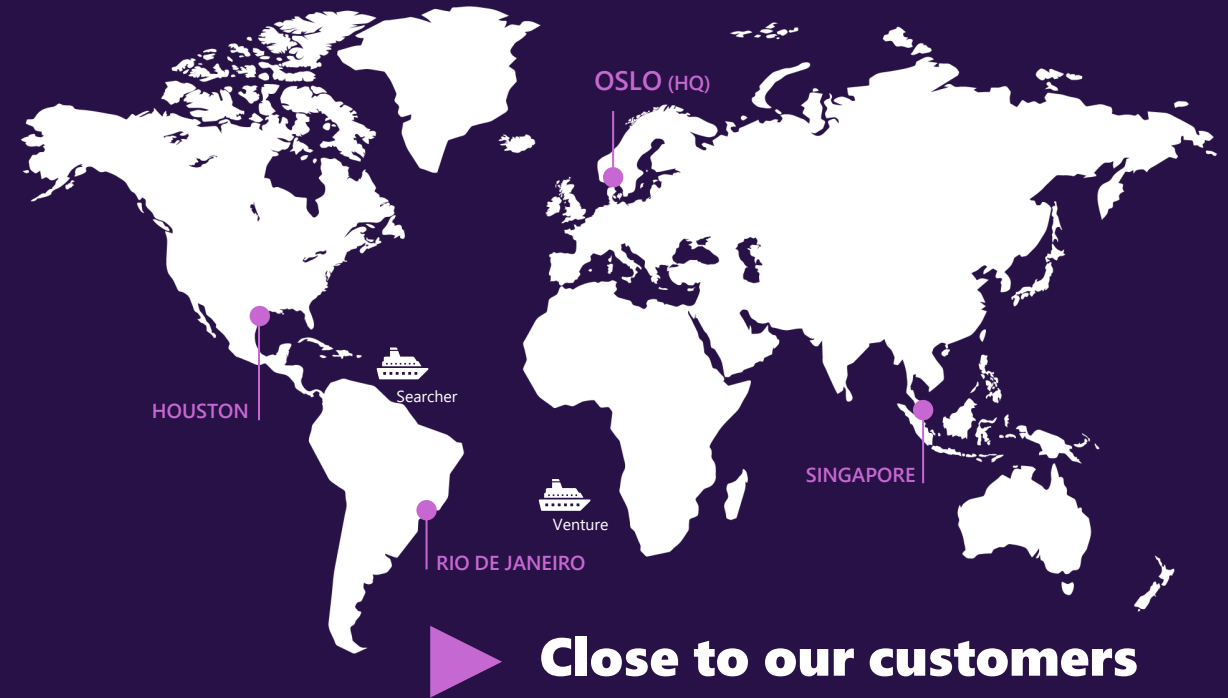 OSLO (HQ)
Searcher
HOUSTON
SINGAPORE
Venture
RIO DE JANEIRO
Close to our customers